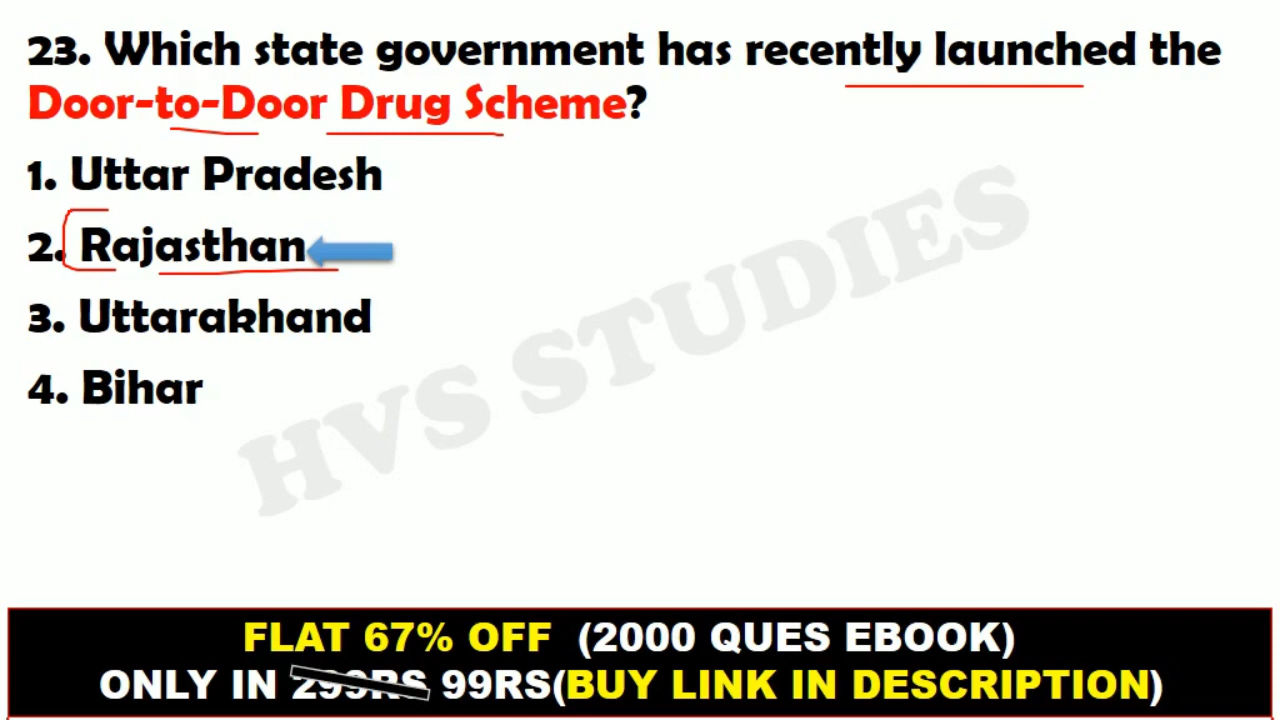 23. Which state government has recently launched the
Door-to-Door Drug Scheme?
1. Uttar Pradesh
2. Rajasthan
3. Uttarakhand
4. Bihar
HVS STUDIES
FLAT 67% OFF (2000 QUES EBOOK)
ONLY IN 299RS 99RS(BUY LINK IN DESCRIPTION)